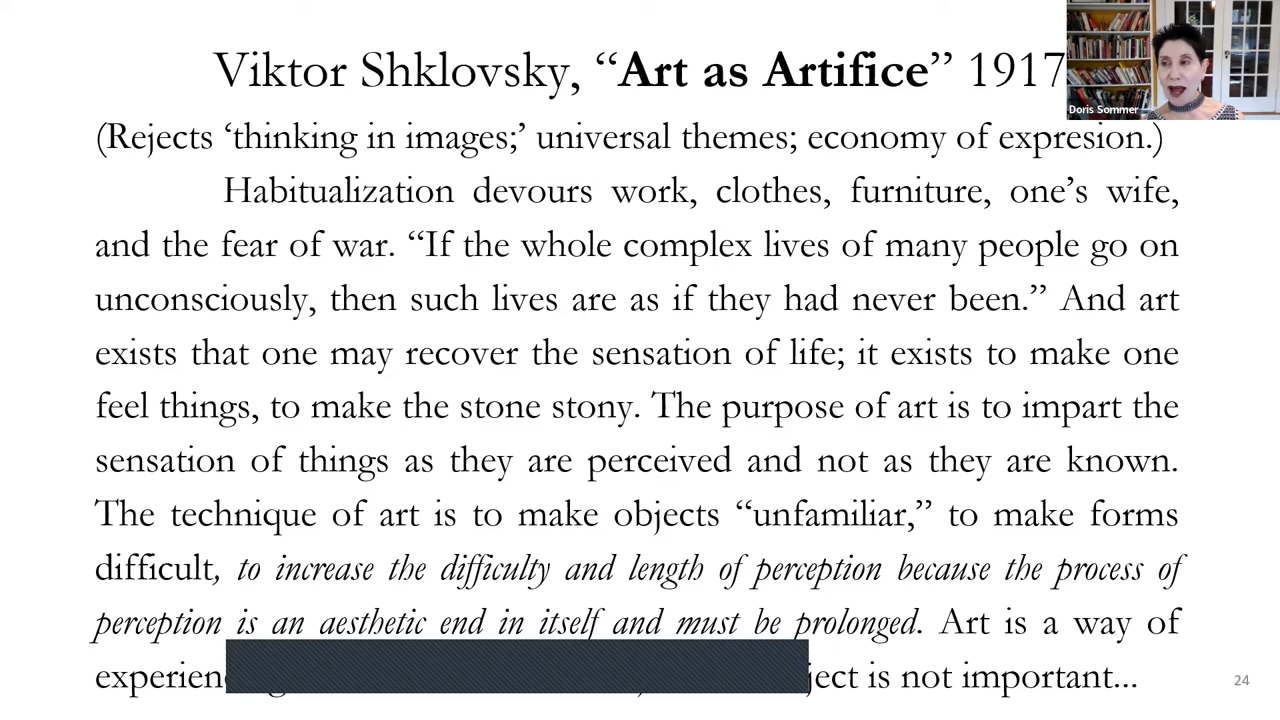 Viktor Shklovsky, “Art as Artifice” 1917
Doris Sommer
(Rejects ‘thinking in images;’ universal themes; economy of expresion.)
Habitualization devours work, clothes, furniture, one’s wife,
and the fear of war. “If the whole complex lives of many people go on
unconsciously, then such lives are as if they had never been.” And art
exists that one may recover the sensation of life; it exists to make one
feel things, to make the stone stony. The purpose of art is to impart the
sensation of things as they are perceived and not as they are known.
The technique of art is to make objects “unfamiliar,” to make forms
difficult, to increase the difficulty and length of perception because the process of
perception is an aesthetic end in itself and must be prolonged. Art is a way of
is not important...
24